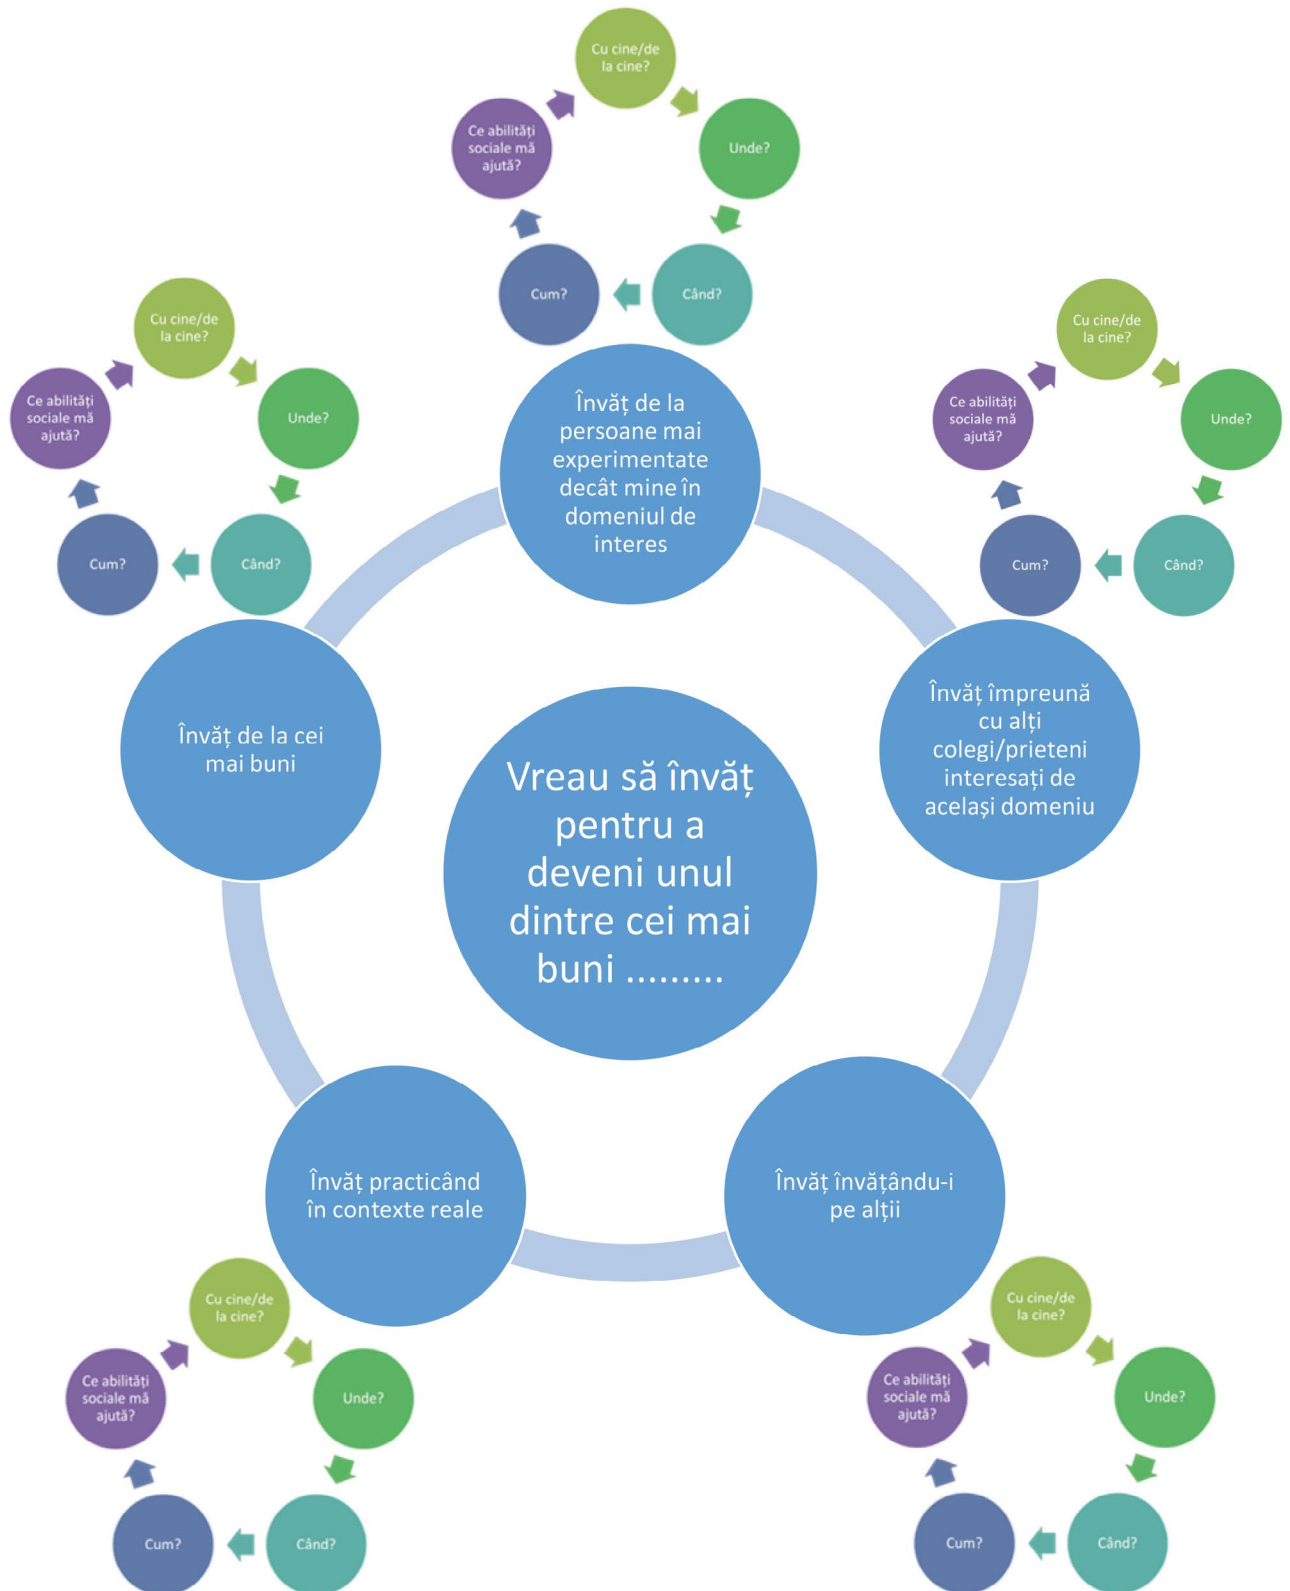 Cu cine/de
la cine?
Unde?
Când?
Cum?
Ce abilități
sociale mă
ajută?
Învăț de la
persoane mai
experimentate
decât mine în
domeniul de
interes
Cu cine/de
la cine?
Unde?
Când?
Cum?
Ce abilități
sociale mă
ajută?
Învăț de la cei
mai buni
Cu cine/de
la cine?
Unde?
Când?
Cum?
Ce abilități
sociale mă
ajută?
Învăț împreună
cu alți
colegi/prieteni
interesați de
același domeniu
Vreau să învăț
pentru a
deveni unul
dintre cei mai
buni .........
Învăț practicând
în contexte reale
Cu cine/de
la cine?
Unde?
Când?
Cum?
Ce abilități
sociale mă
ajută?
Învăț învățându-i
pe alții
Cu cine/de
la cine?
Unde?
Când?
Cum?
Ce abilități
sociale mă
ajută?